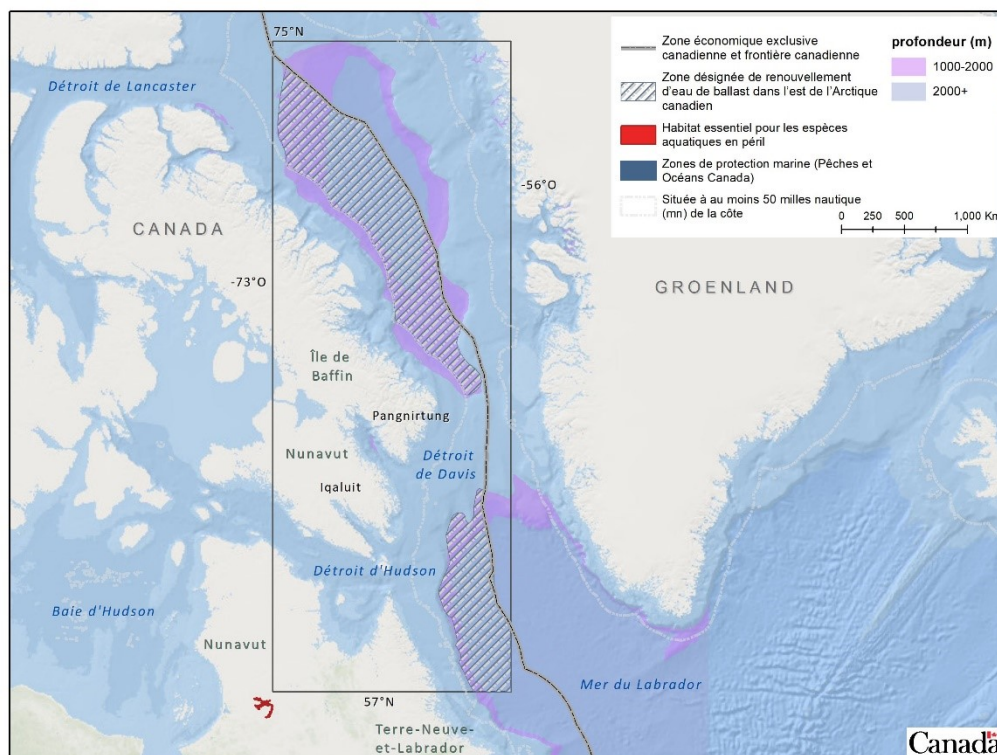 75°N
Détroit de Lancaster
CANADA
-73°O
-56°O
GROENLAND
Île de
Baffin
Pangnirtung
Nunavut
Détroit
de Davis
Iqaluit
Détroit d'Hudson
Baie d'Hudson
Nunavut
57°N
Mer du Labrador
Terre-Neuve-
et-Labrador
Zone économique exclusive
canadienne et frontière canadienne
Zone désignée de renouvellement
d'eau de ballast dans l'est de l'Arctique
canadien
Habitat essentiel pour les espèces
aquatiques en péril
Zones de protection marine (Pêches et
Océans Canada)
Située à au moins 50 milles nautique
(mn) de la côte
profondeur (m)
1000-2000
2000+
0 250 500 1,000 Km
Canada